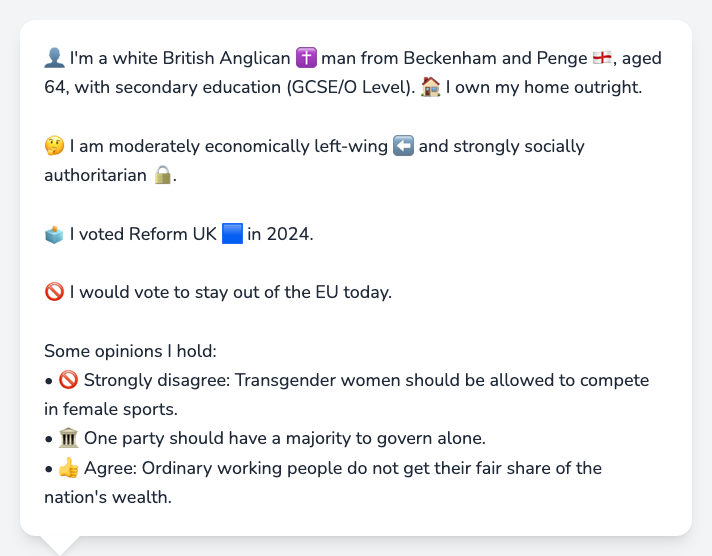 👤 I'm a white British Anglican ✝️ man from Beckenham and Penge 🏴󠁧󠁢󠁥󠁮󠁧󠁿, aged
64, with secondary education (GCSE/O Level). 🏠 I own my home outright.
🤔 I am moderately economically left-wing ⬅️ and strongly socially
authoritarian 🔒.
🗳️ I voted Reform UK 🟦 in 2024.
🚫 I would vote to stay out of the EU today.
Some opinions I hold:
• 🚫 Strongly disagree: Transgender women should be allowed to compete
in female sports.
• 🏛️ One party should have a majority to govern alone.
• 👍 Agree: Ordinary working people do not get their fair share of the
nation's wealth.